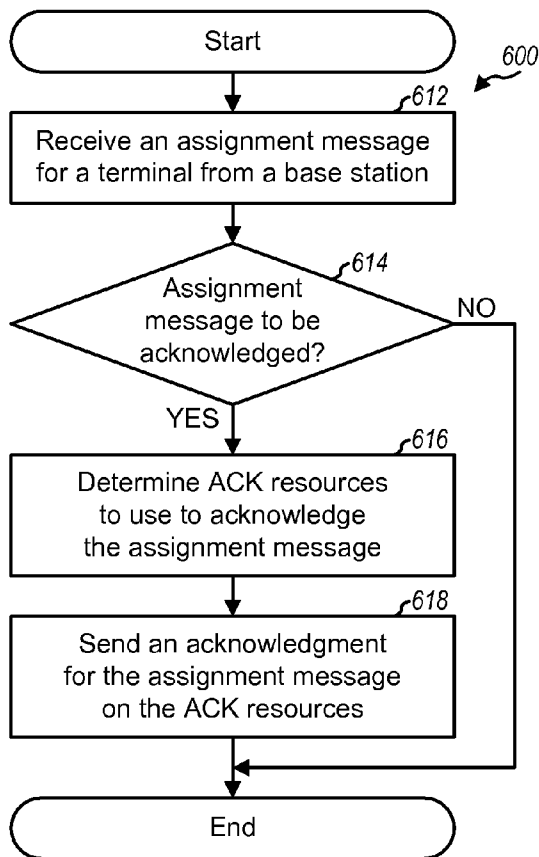 Start
600
612
Receive an assignment message
for a terminal from a base station
614
Assignment
message to be
acknowledged?
NO
YES
616
Determine ACK resources
to use to acknowledge
the assignment message
618
Send an acknowledgment
for the assignment message
on the ACK resources
End